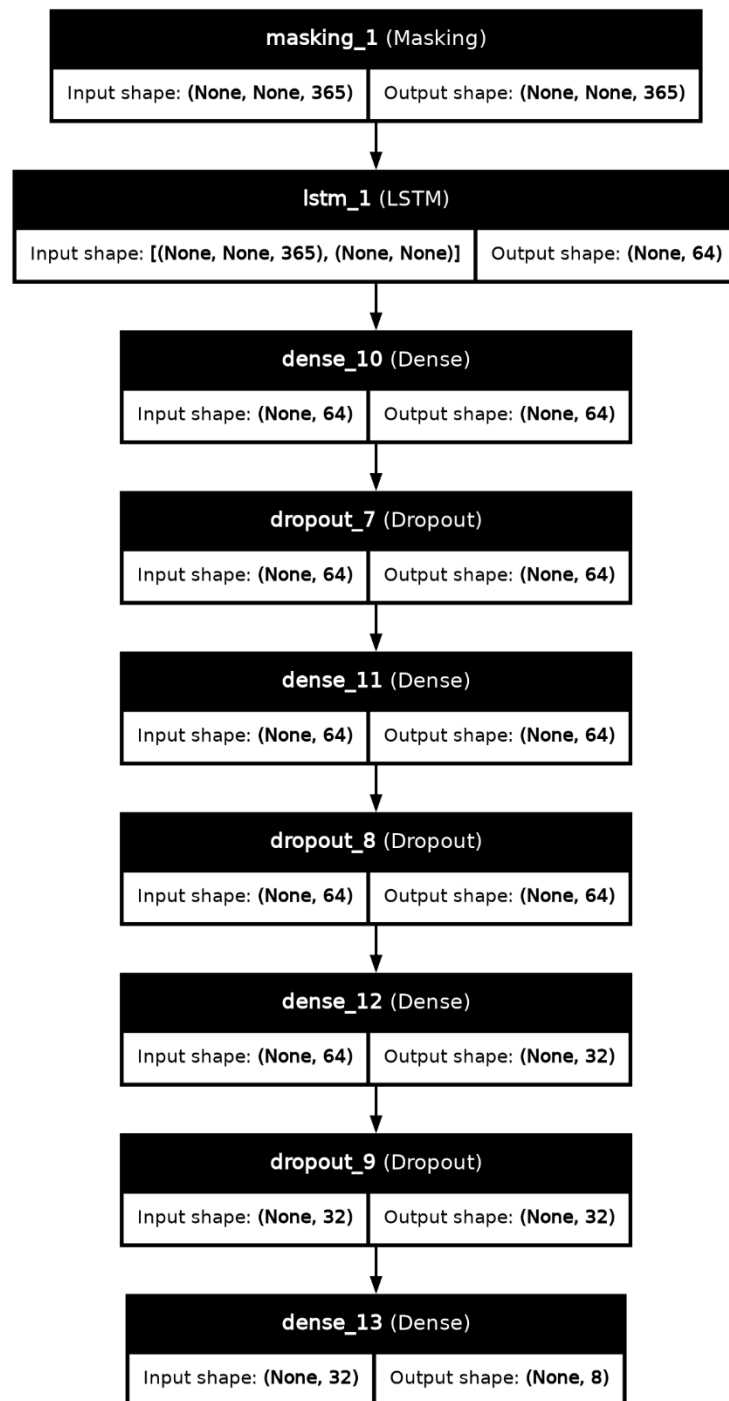 masking_1 (Masking)
Input shape: (None, None, 365) Output shape: (None, None, 365)
lstm_1 (LSTM)
Input shape: [(None, None, 365), (None, None)] Output shape: (None, 64)
dense_10 (Dense)
Input shape: (None, 64) Output shape: (None, 64)
dropout_7 (Dropout)
Input shape: (None, 64) Output shape: (None, 64)
dense_11 (Dense)
Input shape: (None, 64) Output shape: (None, 64)
dropout_8 (Dropout)
Input shape: (None, 64) Output shape: (None, 64)
dense_12 (Dense)
Input shape: (None, 64) Output shape: (None, 32)
dropout_9 (Dropout)
Input shape: (None, 32) Output shape: (None, 32)
dense_13 (Dense)
Input shape: (None, 32) Output shape: (None, 8)